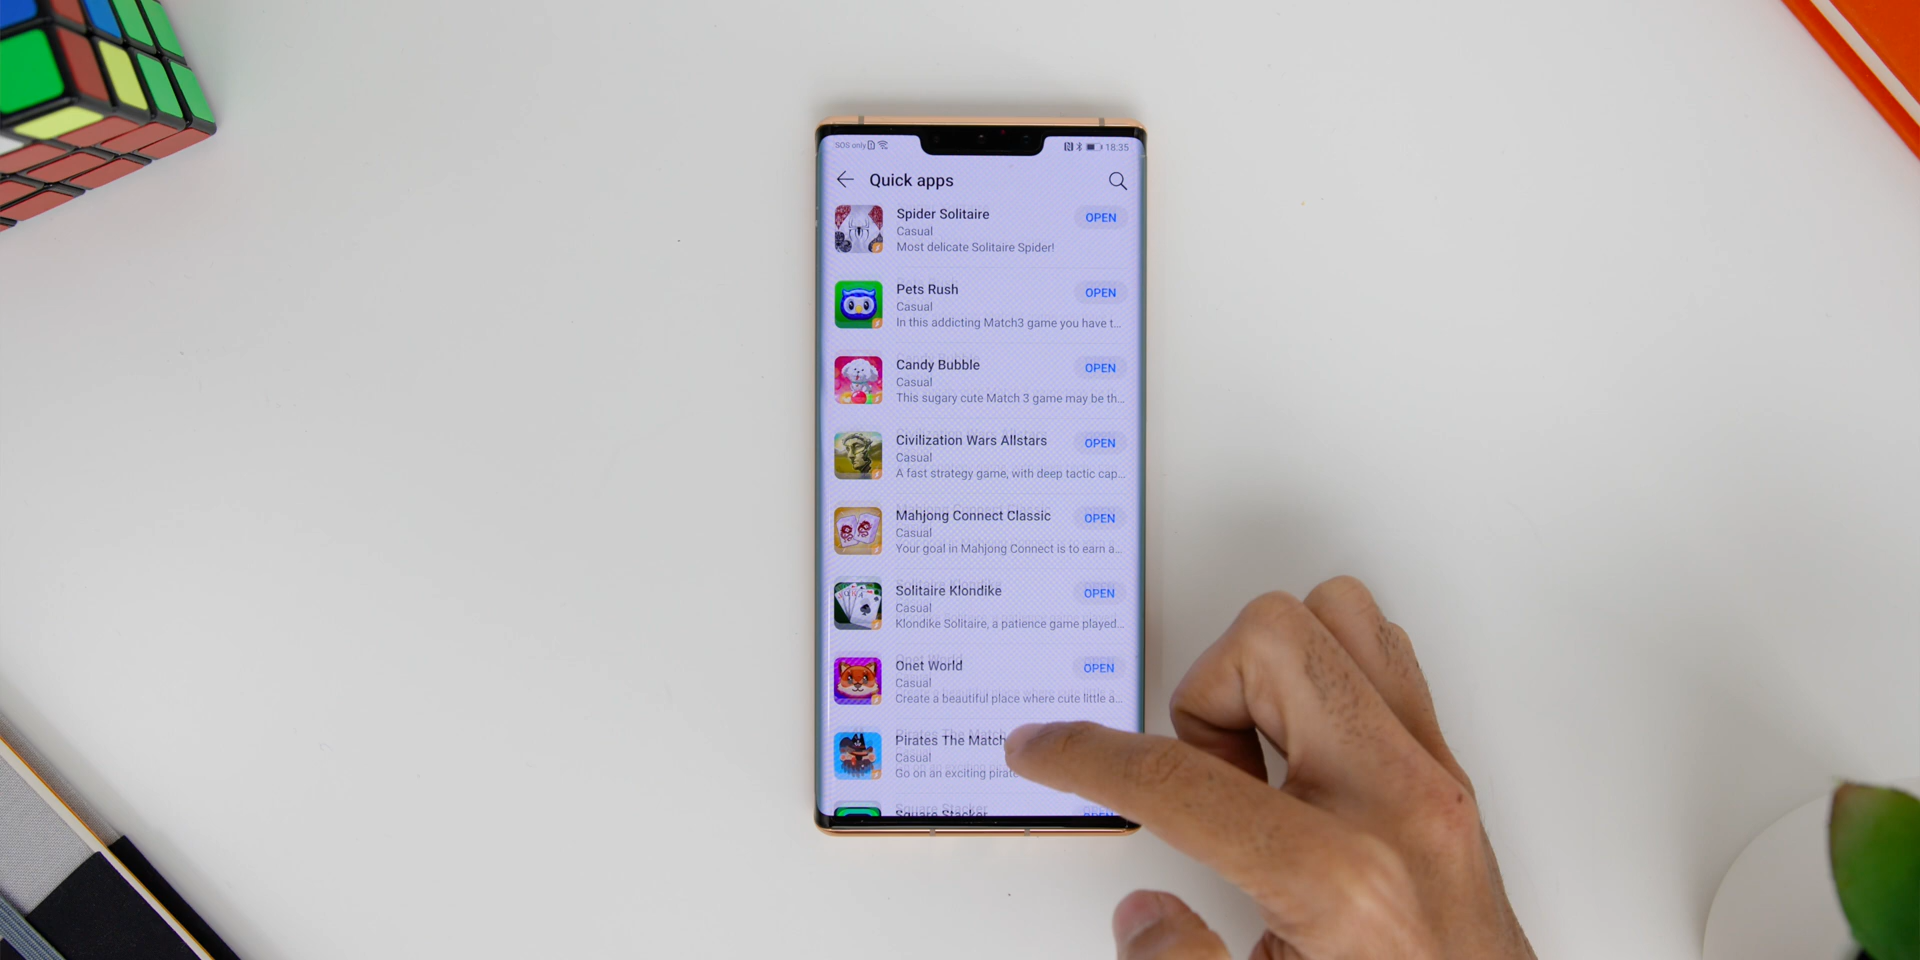 SOS only
18:35
Quick apps
Spider Solitaire
OPEN
Casual
Most delicate Solitaire Spider!
Pets Rush
OPEN
Casual
In this addicting Match3 game you have t...
Candy Bubble
OPEN
Casual
This sugary cute Match 3 game may be th...
Civilization Wars Allstars
OPEN
Casual
A fast strategy game, with deep tactic cap...
Mahjong Connect Classic
OPEN
Casual
Your goal in Mahjong Connect is to earn a...
Solitaire Klondike
OPEN
Casual
Klondike Solitaire, a patience game played...
Onet World
OPEN
Casual
Create a beautiful place where cute little a...
Pirates The Match
Casual
Go on an exciting pirate
Square Stacker
OPEN